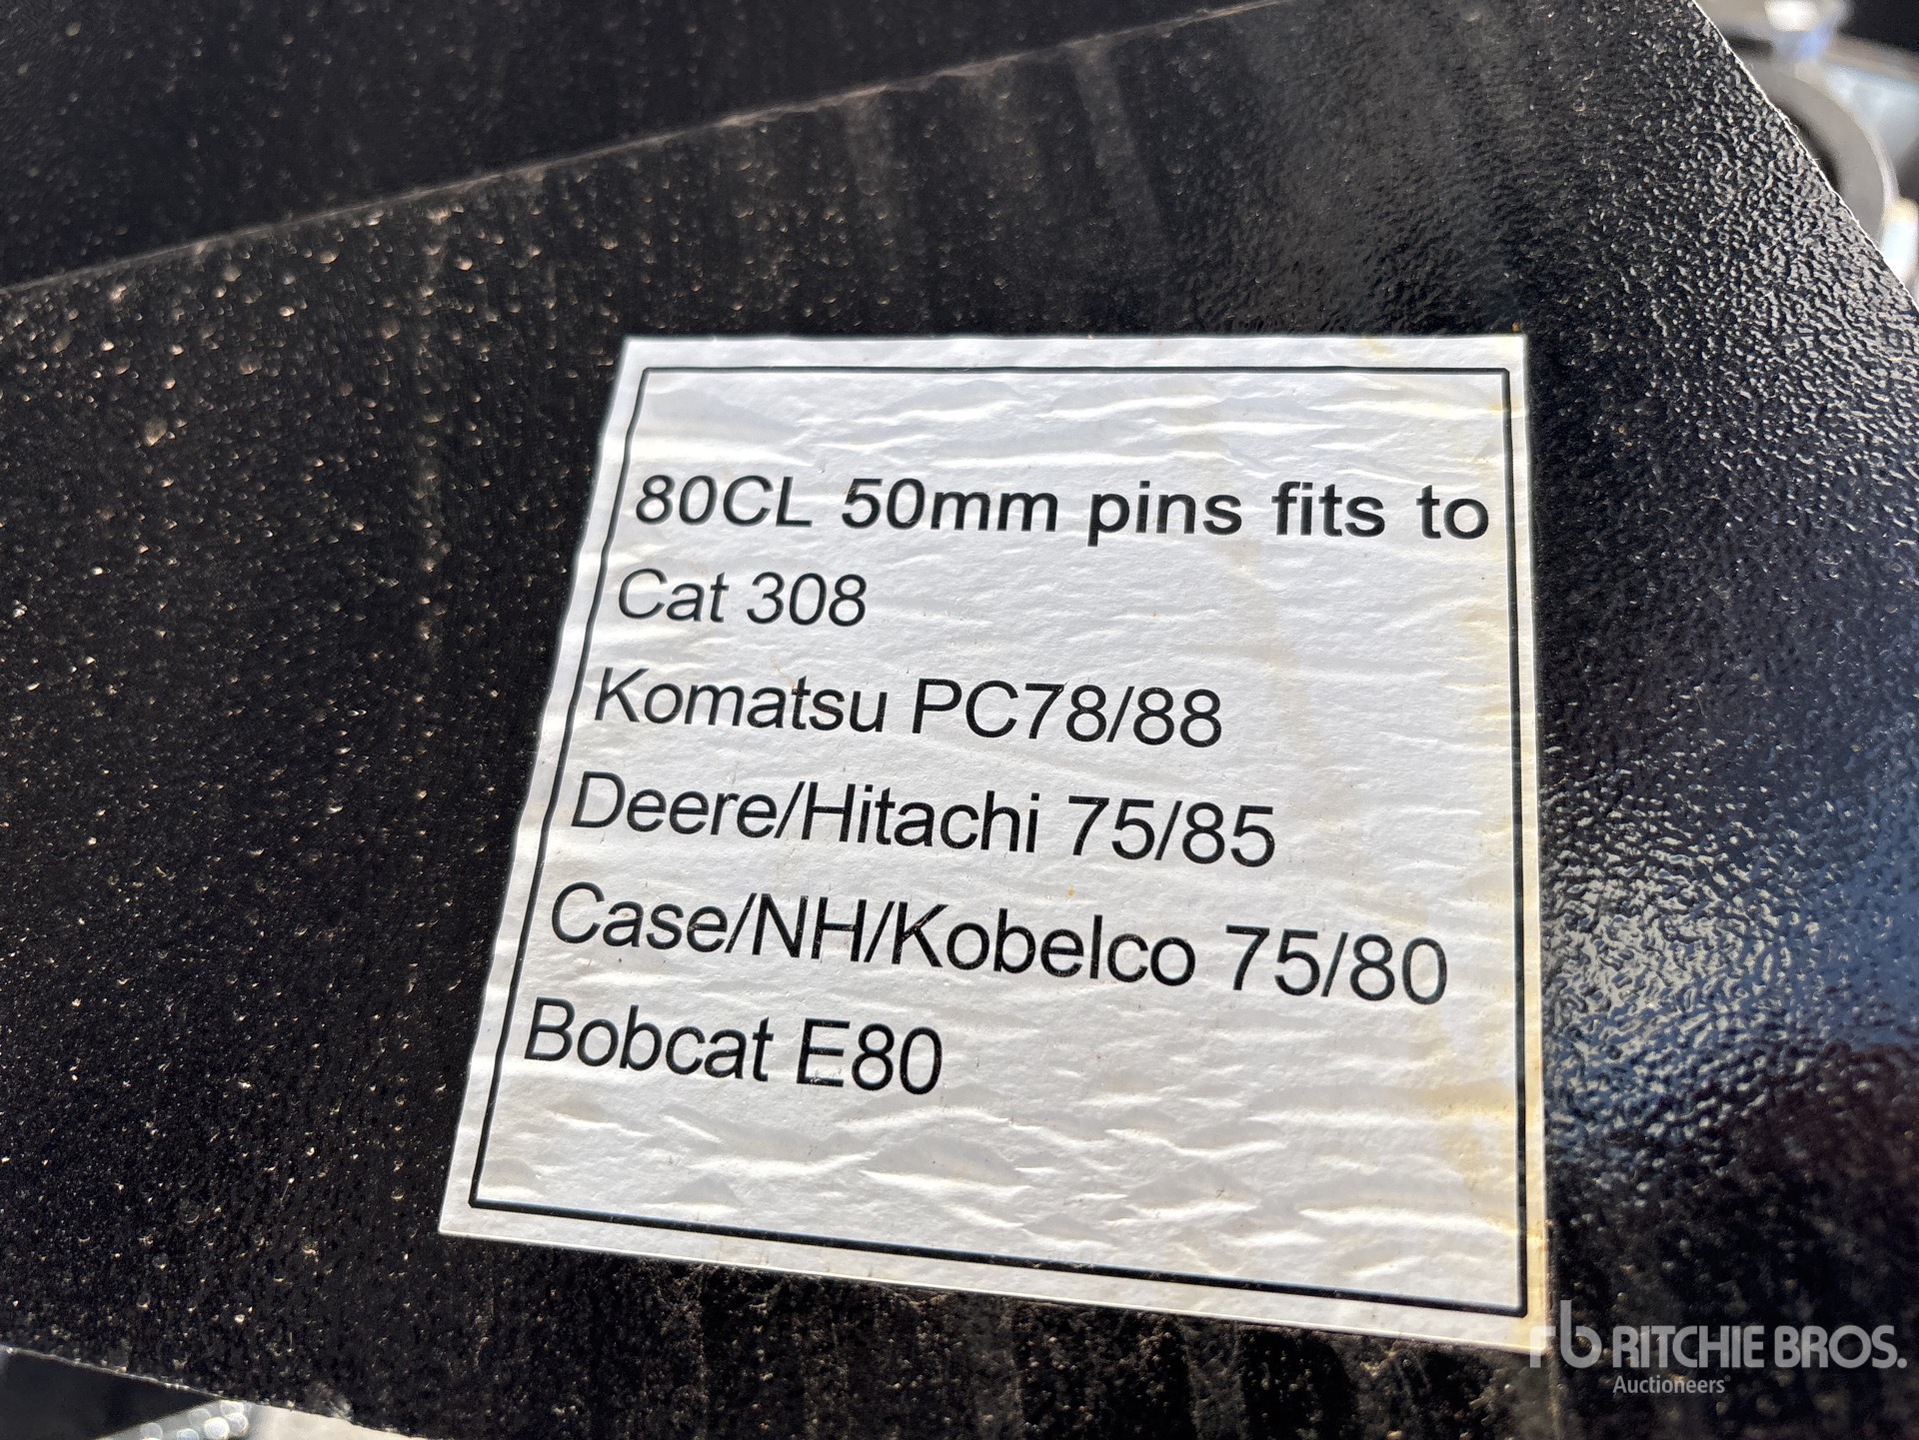 80CL 50mm pins fits to
Cat 308
Komatsu PC78/88
Deere/Hitachi 75/85
Case/NH/Kobelco 75/80
Bobcat E80
rb RITCHIE BROS.
Auctioneers